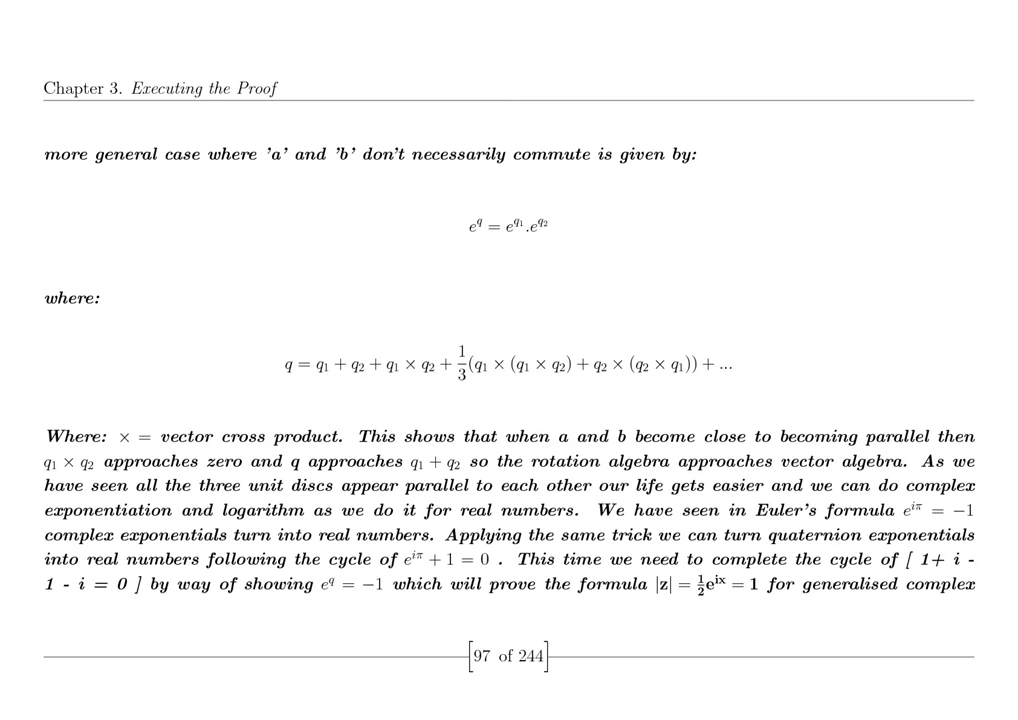 Chapter 3. Executing the Proof
more general case where 'a' and 'b' don't necessarily commute is given by:
e^q = e^{q_1}.e^{q_2}
where:
q = q_1 + q_2 + q_1 × q_2 + \frac{1}{3}(q_1 × (q_1 × q_2) + q_2 × (q_2 × q_1)) + ...
Where: × = vector cross product. This shows that when a and b become close to becoming parallel then
q_1 × q_2 approaches zero and q approaches q_1 + q_2 so the rotation algebra approaches vector algebra. As we
have seen all the three unit discs appear parallel to each other our life gets easier and we can do complex
exponentiation and logarithm as we do it for real numbers. We have seen in Euler's formula e^{iπ} = −1
complex exponentials turn into real numbers. Applying the same trick we can turn quaternion exponentials
into real numbers following the cycle of e^{iπ} + 1 = 0 . This time we need to complete the cycle of [ 1+ i -
1 - i = 0 ] by way of showing e^q = −1 which will prove the formula |z| = \frac{1}{2}e^{ix} = 1 for generalised complex
97 of 244